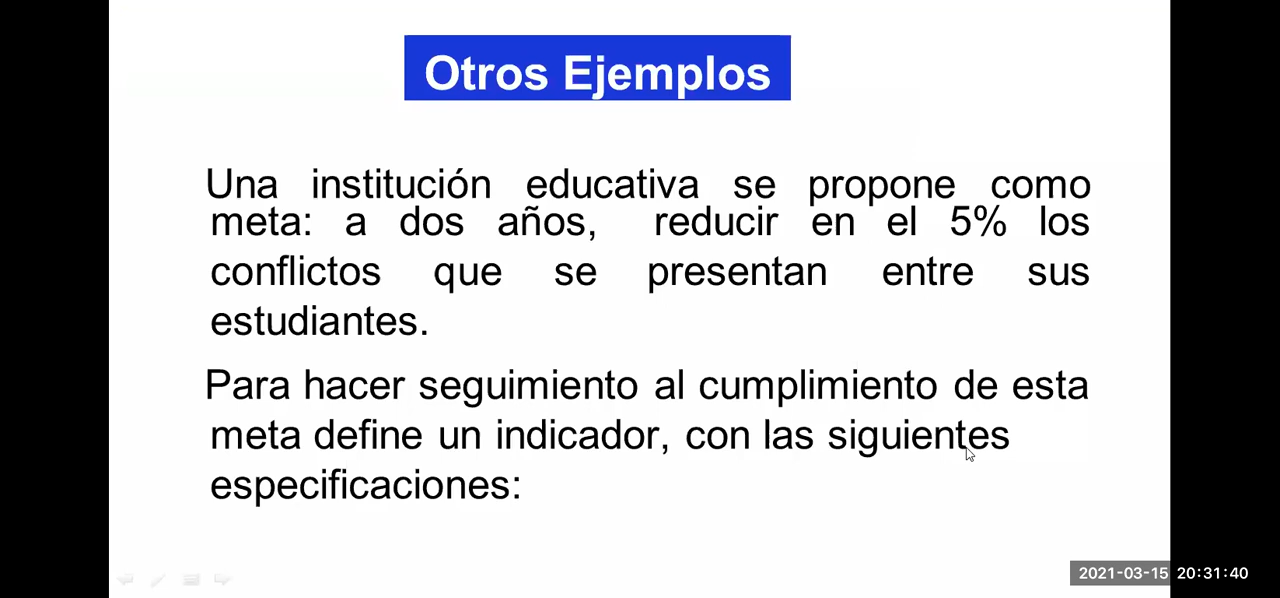 Otros Ejemplos
Una institución educativa se propone como
meta: a dos años, reducir en el 5% los
conflictos que se presentan entre sus
estudiantes.
Para hacer seguimiento al cumplimiento de esta
meta define un indicador, con las siguientes
especificaciones:
2021-03-15 20:31:40